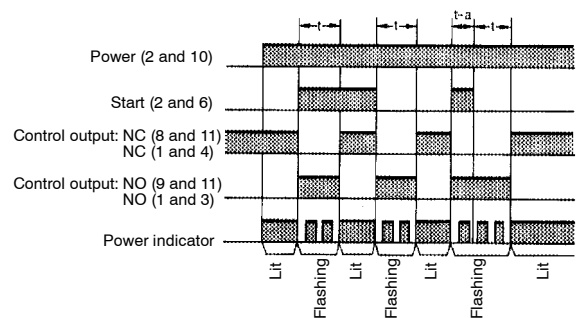 t
t
t-a
t
Power (2 and 10)
Start (2 and 6)
Control output: NC (8 and 11)
NC (1 and 4)
Control output: NO (9 and 11)
NO (1 and 3)
Power indicator
Lit
Flashing
Lit
Flashing
Lit
Flashing
Lit